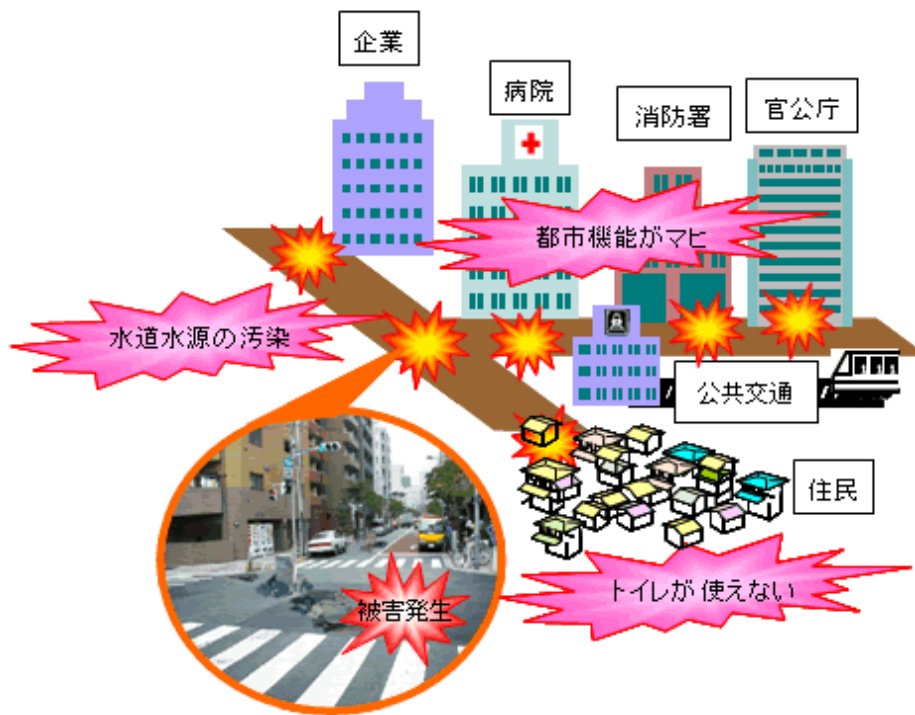 企業
病院
消防署
官公庁
都市機能がマヒ
水道水源の汚染
公共交通
住民
トイレが使えない
被害発生